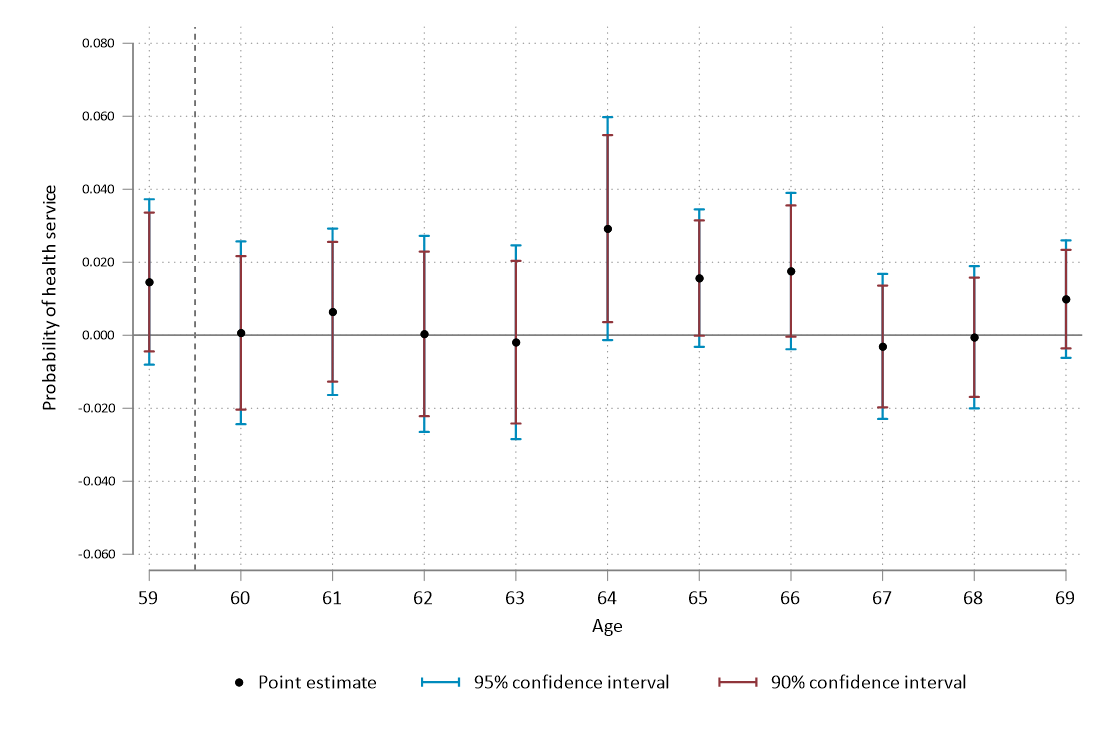 0.080
0.060
0.040
0.020
0.000
-0.020
-0.040
-0.060
Probability of health service
59 60 61 62 63 64 65 66 67 68 69
Age
Point estimate 95% confidence interval 90% confidence interval